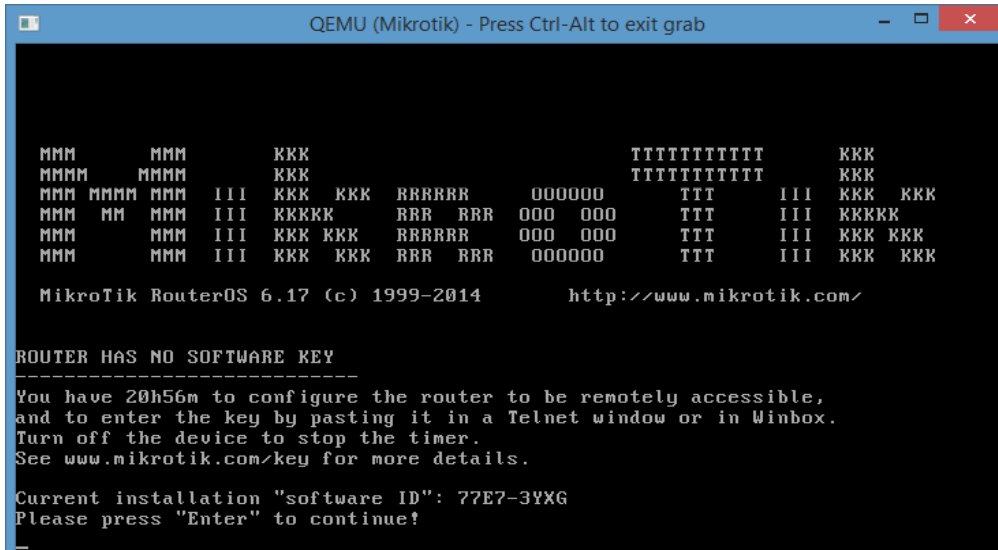 QEMU (Mikrotik) - Press Ctrl-Alt to exit grab
MMM MMM KKK TTTTTTTTTTT KKK
MMMM MMMM KKK TTTTTTTTTTT KKK
MMM MMMM MMM III KKK KKK RRRRRR OOOOOO TTT III KKK KKK
MMM MM MMM III KKKKK RRR RRR OOO OOO TTT III KKKKK
MMM MMM III KKK KKK RRRRRR OOO OOO TTT III KKK KKK
MMM MMM III KKK KKK RRR RRR OOOOOO TTT III KKK KKK
MikroTik RouterOS 6.17 (c) 1999-2014 http://www.mikrotik.com/
ROUTER HAS NO SOFTWARE KEY
----------------------------
You have 20h56m to configure the router to be remotely accessible,
and to enter the key by pasting it in a Telnet window or in Winbox.
Turn off the device to stop the timer.
See www.mikrotik.com/key for more details.
Current installation "software ID": 77E7-3YXG
Please press "Enter" to continue!